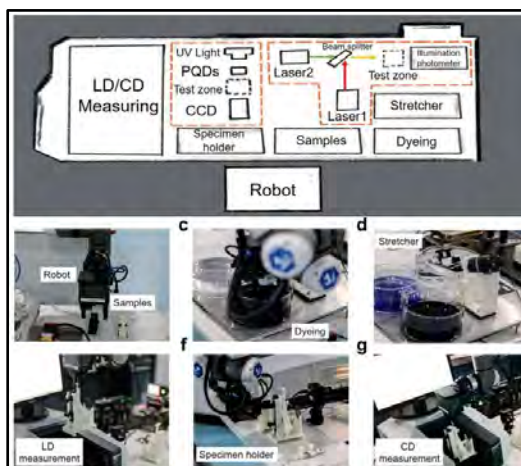 UV Light
PQDs
Test zone
CCD
LD/CD
Measuring
Laser2
Beam splitter
Test zone
Illumination
photometer
Laser1
Stretcher
Specimen
holder
Samples
Dyeing
Robot
c
d
Robot
Samples
Dyeing
Stretcher
f
g
LD
measurement
Specimen holder
CD
measurement